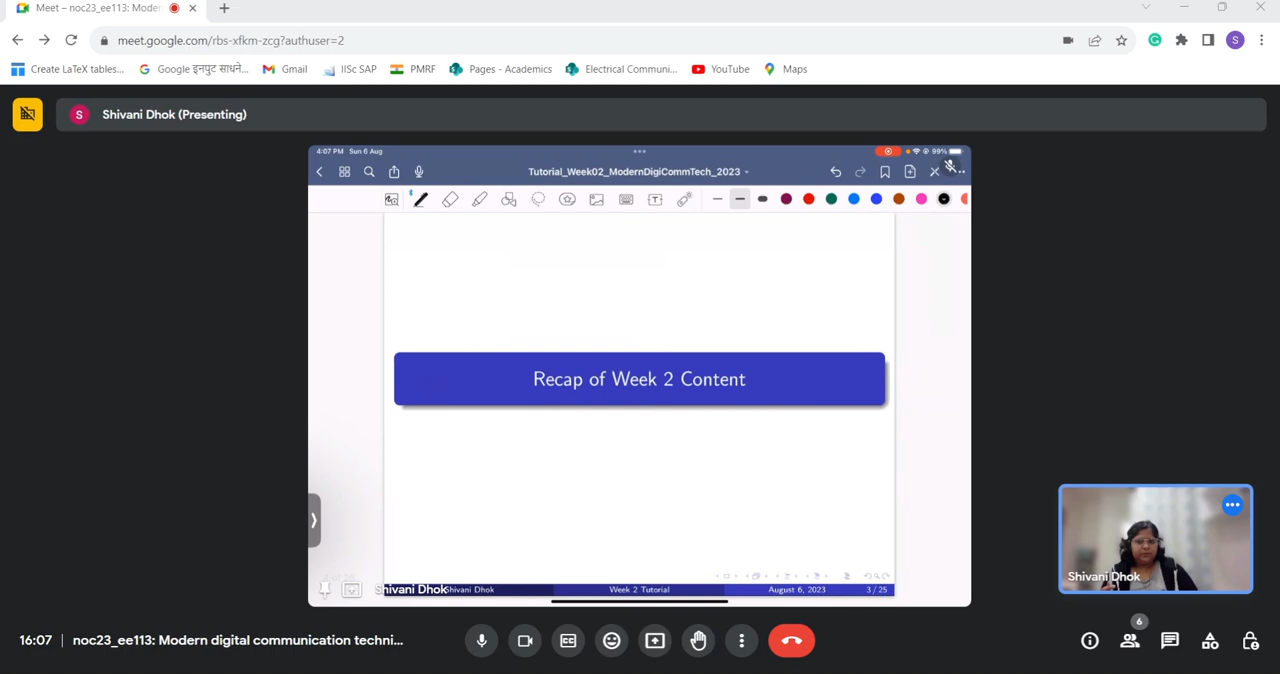 Meet – noc23_ee113: Moder
meet.google.com/rbs-xfkm-zcg?authuser=2
S
Create LaTeX tables...
Google इनपुट साधने...
Gmail
IISc SAP
PMRF
Pages - Academics
Electrical Communi...
YouTube
Maps
S
Shivani Dhok (Presenting)
4:07 PM Sun 6 Aug
99%
Tutorial_Week02_ModernDigiCommTech_2023
Recap of Week 2 Content
Shivani Dhok
Shivani Dhok
Week 2 Tutorial
August 6, 2023
3 / 25
Shivani Dhok
16:07
noc23_ee113: Modern digital communication techni...
6